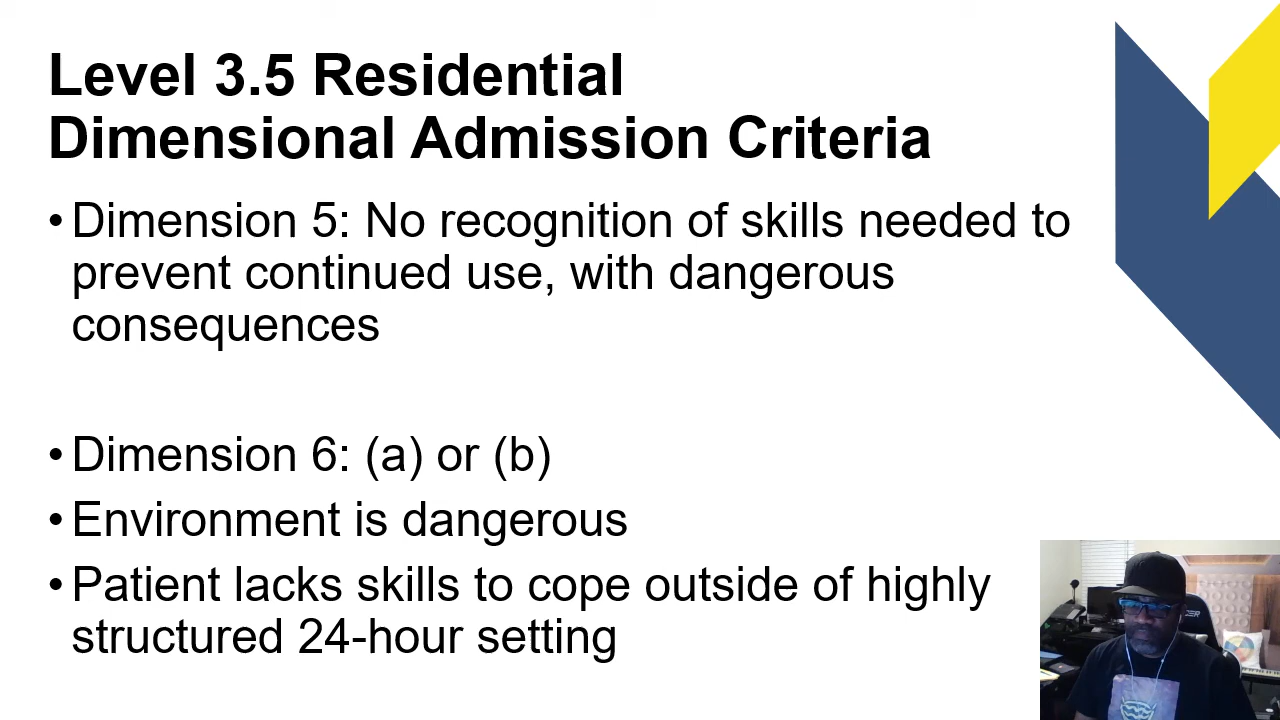 Level 3.5 Residential
Dimensional Admission Criteria
• Dimension 5: No recognition of skills needed to
prevent continued use, with dangerous
consequences
• Dimension 6: (a) or (b)
• Environment is dangerous
• Patient lacks skills to cope outside of highly
structured 24-hour setting